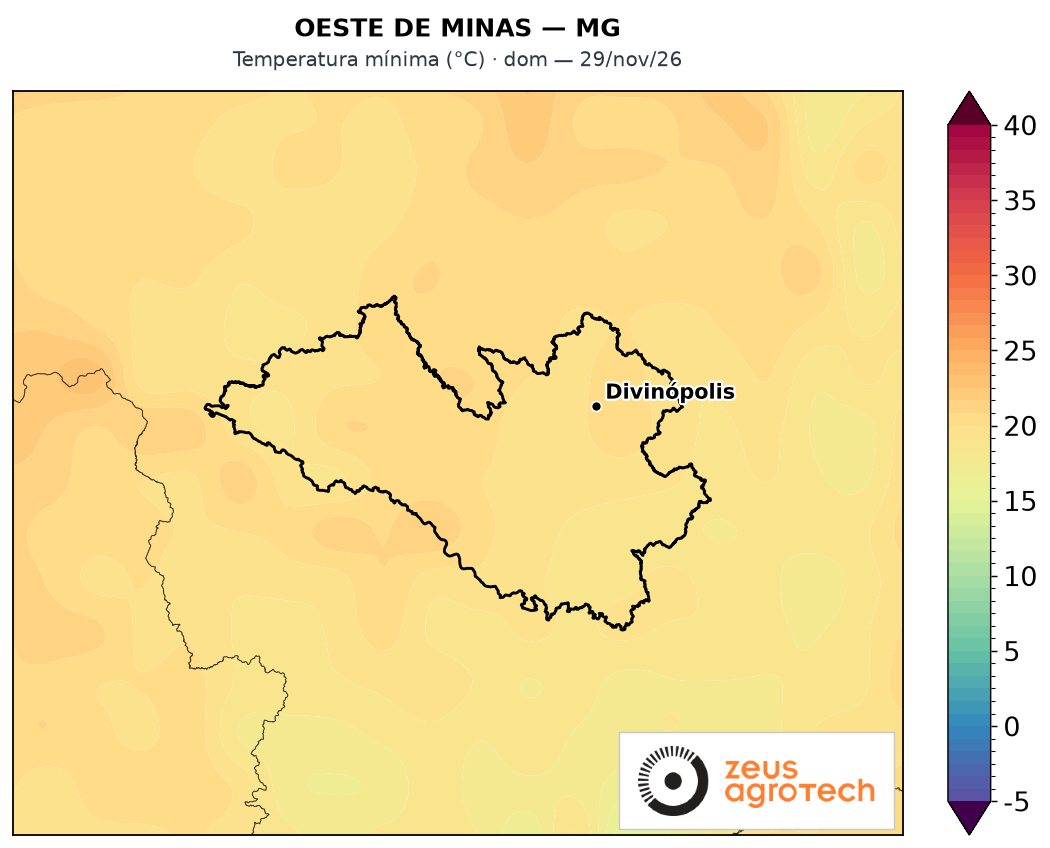 OESTE DE MINAS — MG
Temperatura mínima (°C) · dom — 29/nov/26
40
35
30
25
20
15
10
5
0
-5
Divinópolis
zeus
agrotech